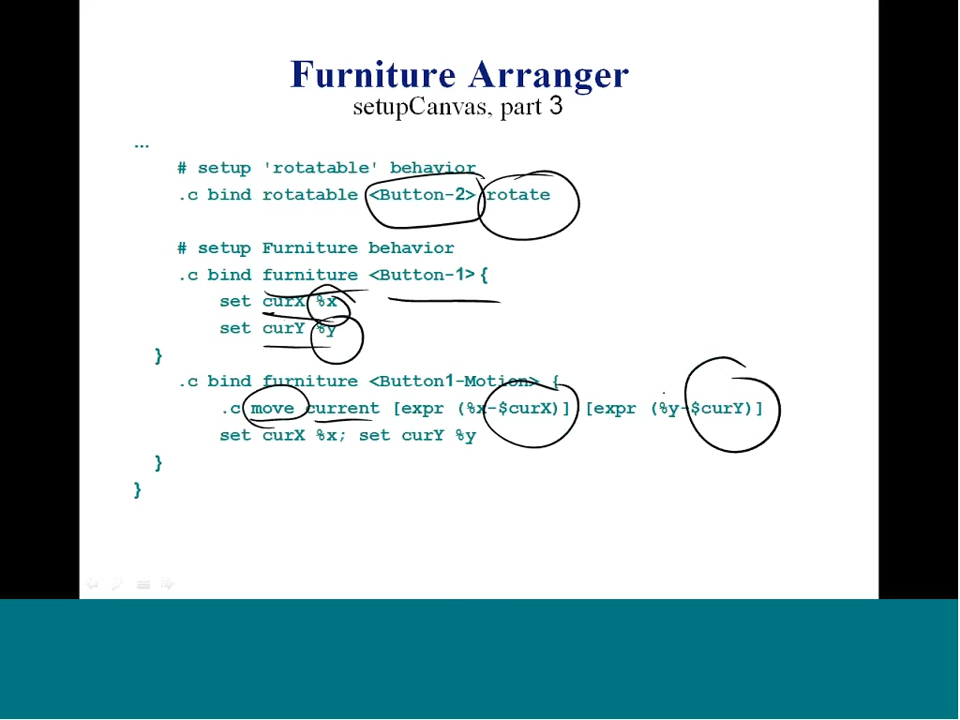 Furniture Arranger
setupCanvas, part 3
...
# setup 'rotatable' behavior
.c bind rotatable <Button-2> rotate
# setup Furniture behavior
.c bind furniture <Button-1> {
set curX %x
set curY %y
}
.c bind furniture <Button1-Motion> {
.c move current [expr (%x-$curX)] [expr (%y-$curY)]
set curX %x; set curY %y
}
}